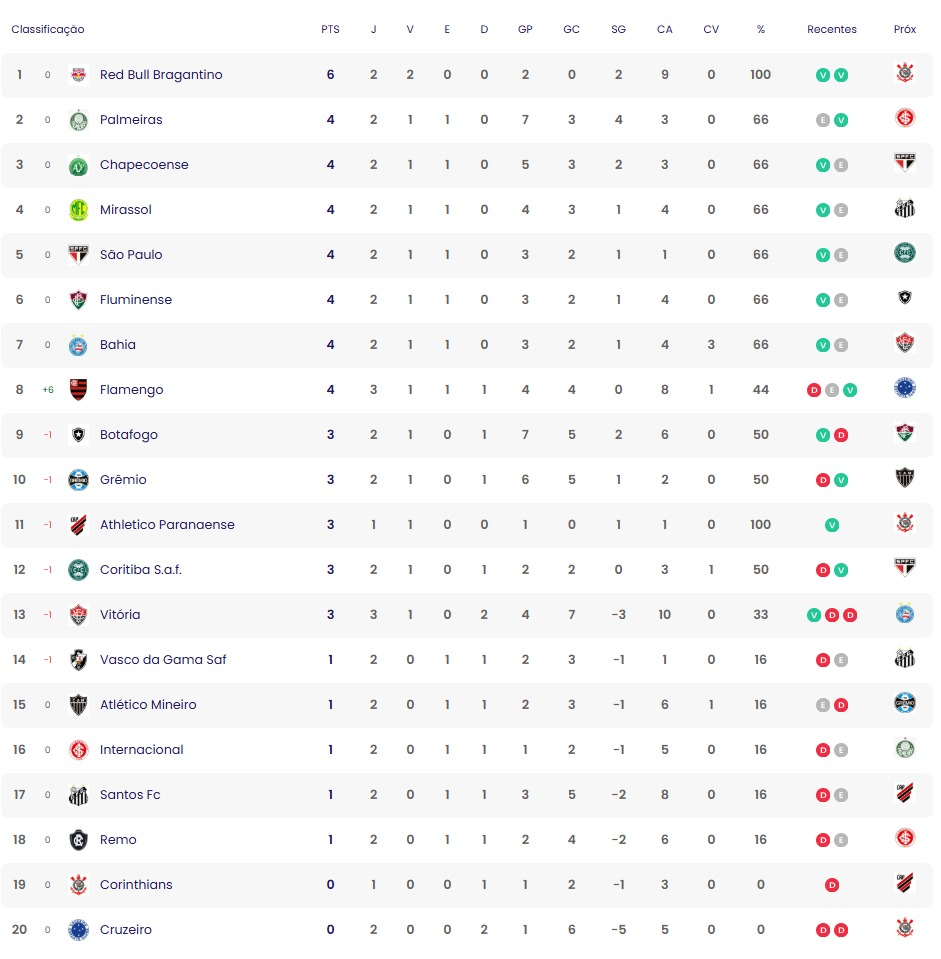 Classificação PTS J V E D GP GC SG CA CV % Recentes Próx
1 0 Red Bull Bragantino 6 2 2 0 0 2 0 2 9 0 100 V V
2 0 Palmeiras 4 2 1 1 0 7 3 4 3 0 66 E V
3 0 Chapecoense 4 2 1 1 0 5 3 2 3 0 66 V E
4 0 Mirassol 4 2 1 1 0 4 3 1 4 0 66 V E
5 0 São Paulo 4 2 1 1 0 3 2 1 1 0 66 V E
6 0 Fluminense 4 2 1 1 0 3 2 1 4 0 66 V E
7 0 Bahia 4 2 1 1 0 3 2 1 4 3 66 V E
8 +6 Flamengo 4 3 1 1 1 4 4 0 8 1 44 D E V
9 -1 Botafogo 3 2 1 0 1 7 5 2 6 0 50 V D
10 -1 Grêmio 3 2 1 0 1 6 5 1 2 0 50 D V
11 -1 Athletico Paranaense 3 1 1 0 0 1 0 1 1 0 100 V
12 -1 Coritiba S.a.f. 3 2 1 0 1 2 2 0 3 1 50 D V
13 -1 Vitória 3 3 1 0 2 4 7 -3 10 0 33 V D D
14 -1 Vasco da Gama Saf 1 2 0 1 1 2 3 -1 1 0 16 D E
15 0 Atlético Mineiro 1 2 0 1 1 2 3 -1 6 1 16 E D
16 0 Internacional 1 2 0 1 1 1 2 -1 5 0 16 D E
17 0 Santos Fc 1 2 0 1 1 3 5 -2 8 0 16 D E
18 0 Remo 1 2 0 1 1 2 4 -2 6 0 16 D E
19 0 Corinthians 0 1 0 0 1 1 2 -1 3 0 0 D
20 0 Cruzeiro 0 2 0 0 2 1 6 -5 5 0 0 D D